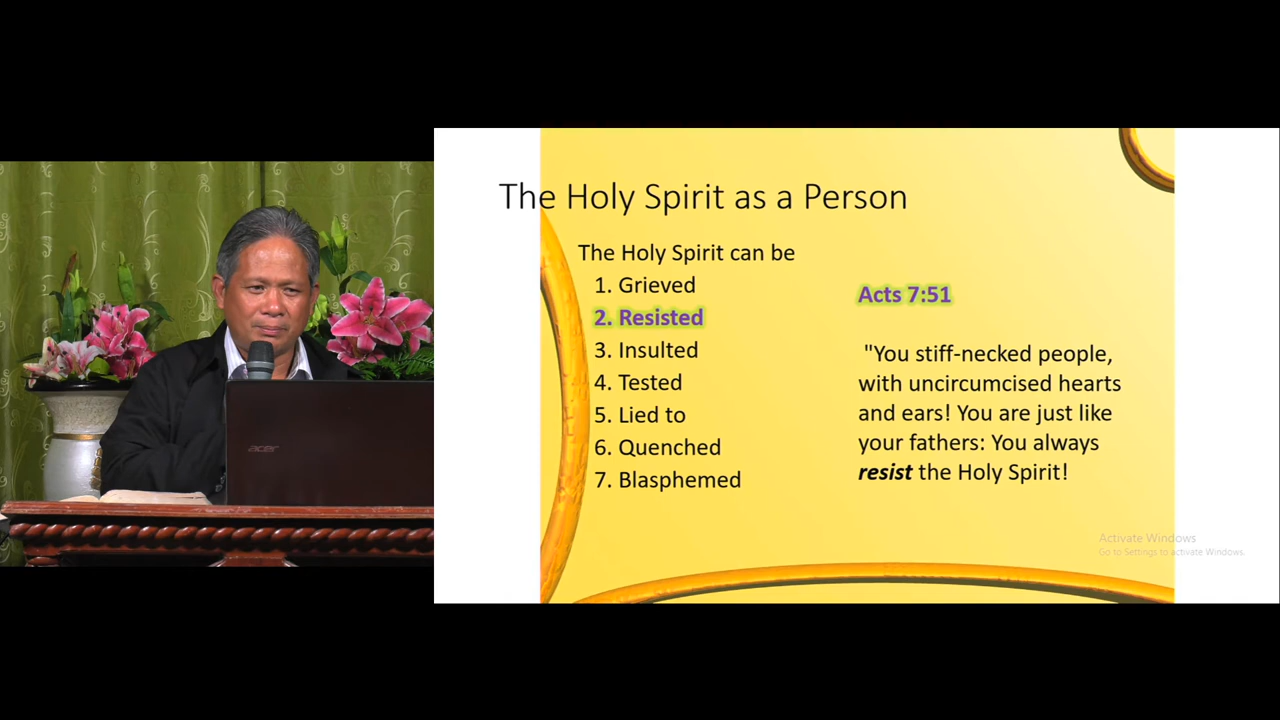 The Holy Spirit as a Person
The Holy Spirit can be
1. Grieved
2. Resisted
3. Insulted
4. Tested
5. Lied to
6. Quenched
7. Blasphemed
Acts 7:51
"You stiff-necked people,
with uncircumcised hearts
and ears! You are just like
your fathers: You always
resist the Holy Spirit!
acer
Activate Windows
Go to Settings to activate Windows.